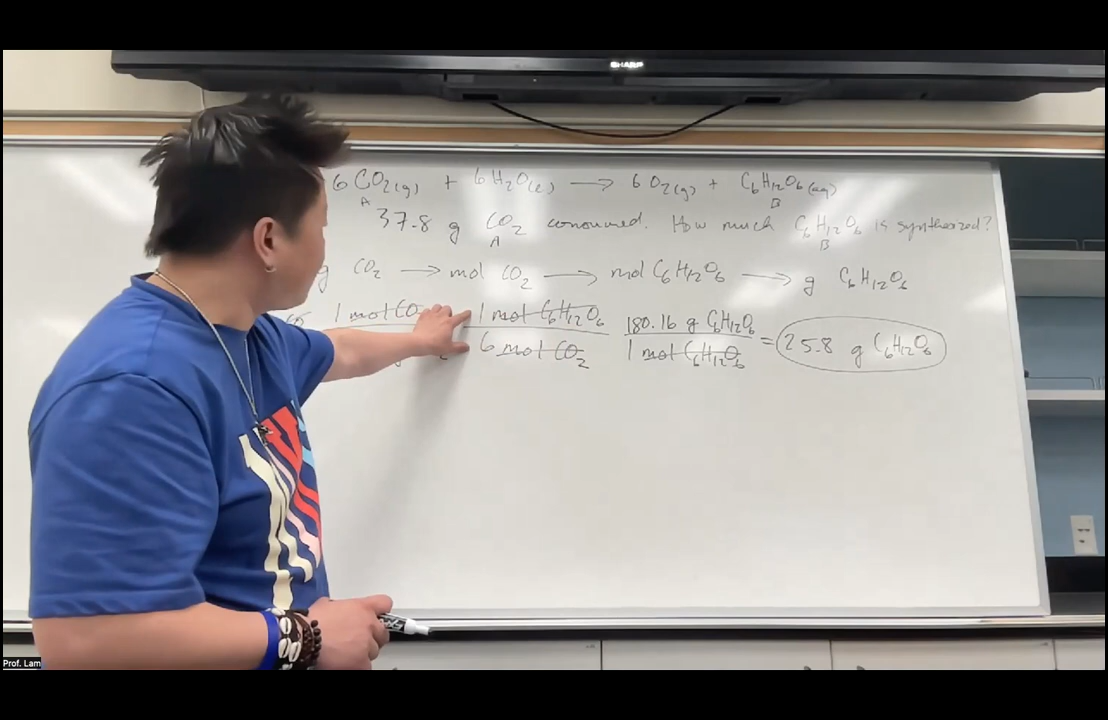 SHARP
6 CO₂(g) + 6 H₂O(l) → 6 O₂(g) + C₆H₁₂O₆(aq)
A B
37.8 g CO₂ consumed. How much C₆H₁₂O₆ is synthesized?
A B
g CO₂ → mol CO₂ → mol C₆H₁₂O₆ → g C₆H₁₂O₆
1 mol CO 1 mol C₆H₁₂O₆ 180.16 g C₆H₁₂O₆ = 25.8 g C₆H₁₂O₆
6 mol CO₂ 1 mol C₆H₁₂O₆
Prof. Lam